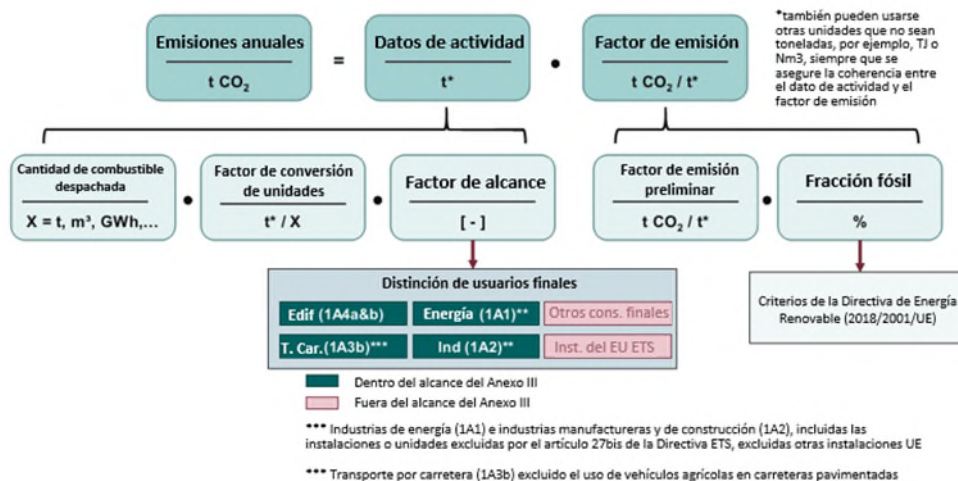 Emisiones anuales
t CO₂
=
Datos de actividad
t*
•
Factor de emisión
t CO₂ / t*
*también pueden usarse
otras unidades que no sean
toneladas, por ejemplo, TJ o
Nm3, siempre que se
asegure la coherencia entre
el dato de actividad y el
factor de emisión
Cantidad de combustible
despachada
X = t, m³, GWh,...
•
Factor de conversión
de unidades
t* / X
•
Factor de alcance
[ - ]
Factor de emisión
preliminar
t CO₂ / t*
•
Fracción fósil
%
Distinción de usuarios finales
Edif (1A4a&b)
Energía (1A1)**
Otros cons. finales
T. Car.(1A3b)***
Ind (1A2)**
Inst. del EU ETS
Criterios de la Directiva de Energía
Renovable (2018/2001/UE)
Dentro del alcance del Anexo III
Fuera del alcance del Anexo III
*** Industrias de energía (1A1) e industrias manufactureras y de construcción (1A2), incluidas las
instalaciones o unidades excluidas por el artículo 27bis de la Directiva ETS, excluidas otras instalaciones UE
*** Transporte por carretera (1A3b) excluido el uso de vehículos agrícolas en carreteras pavimentadas